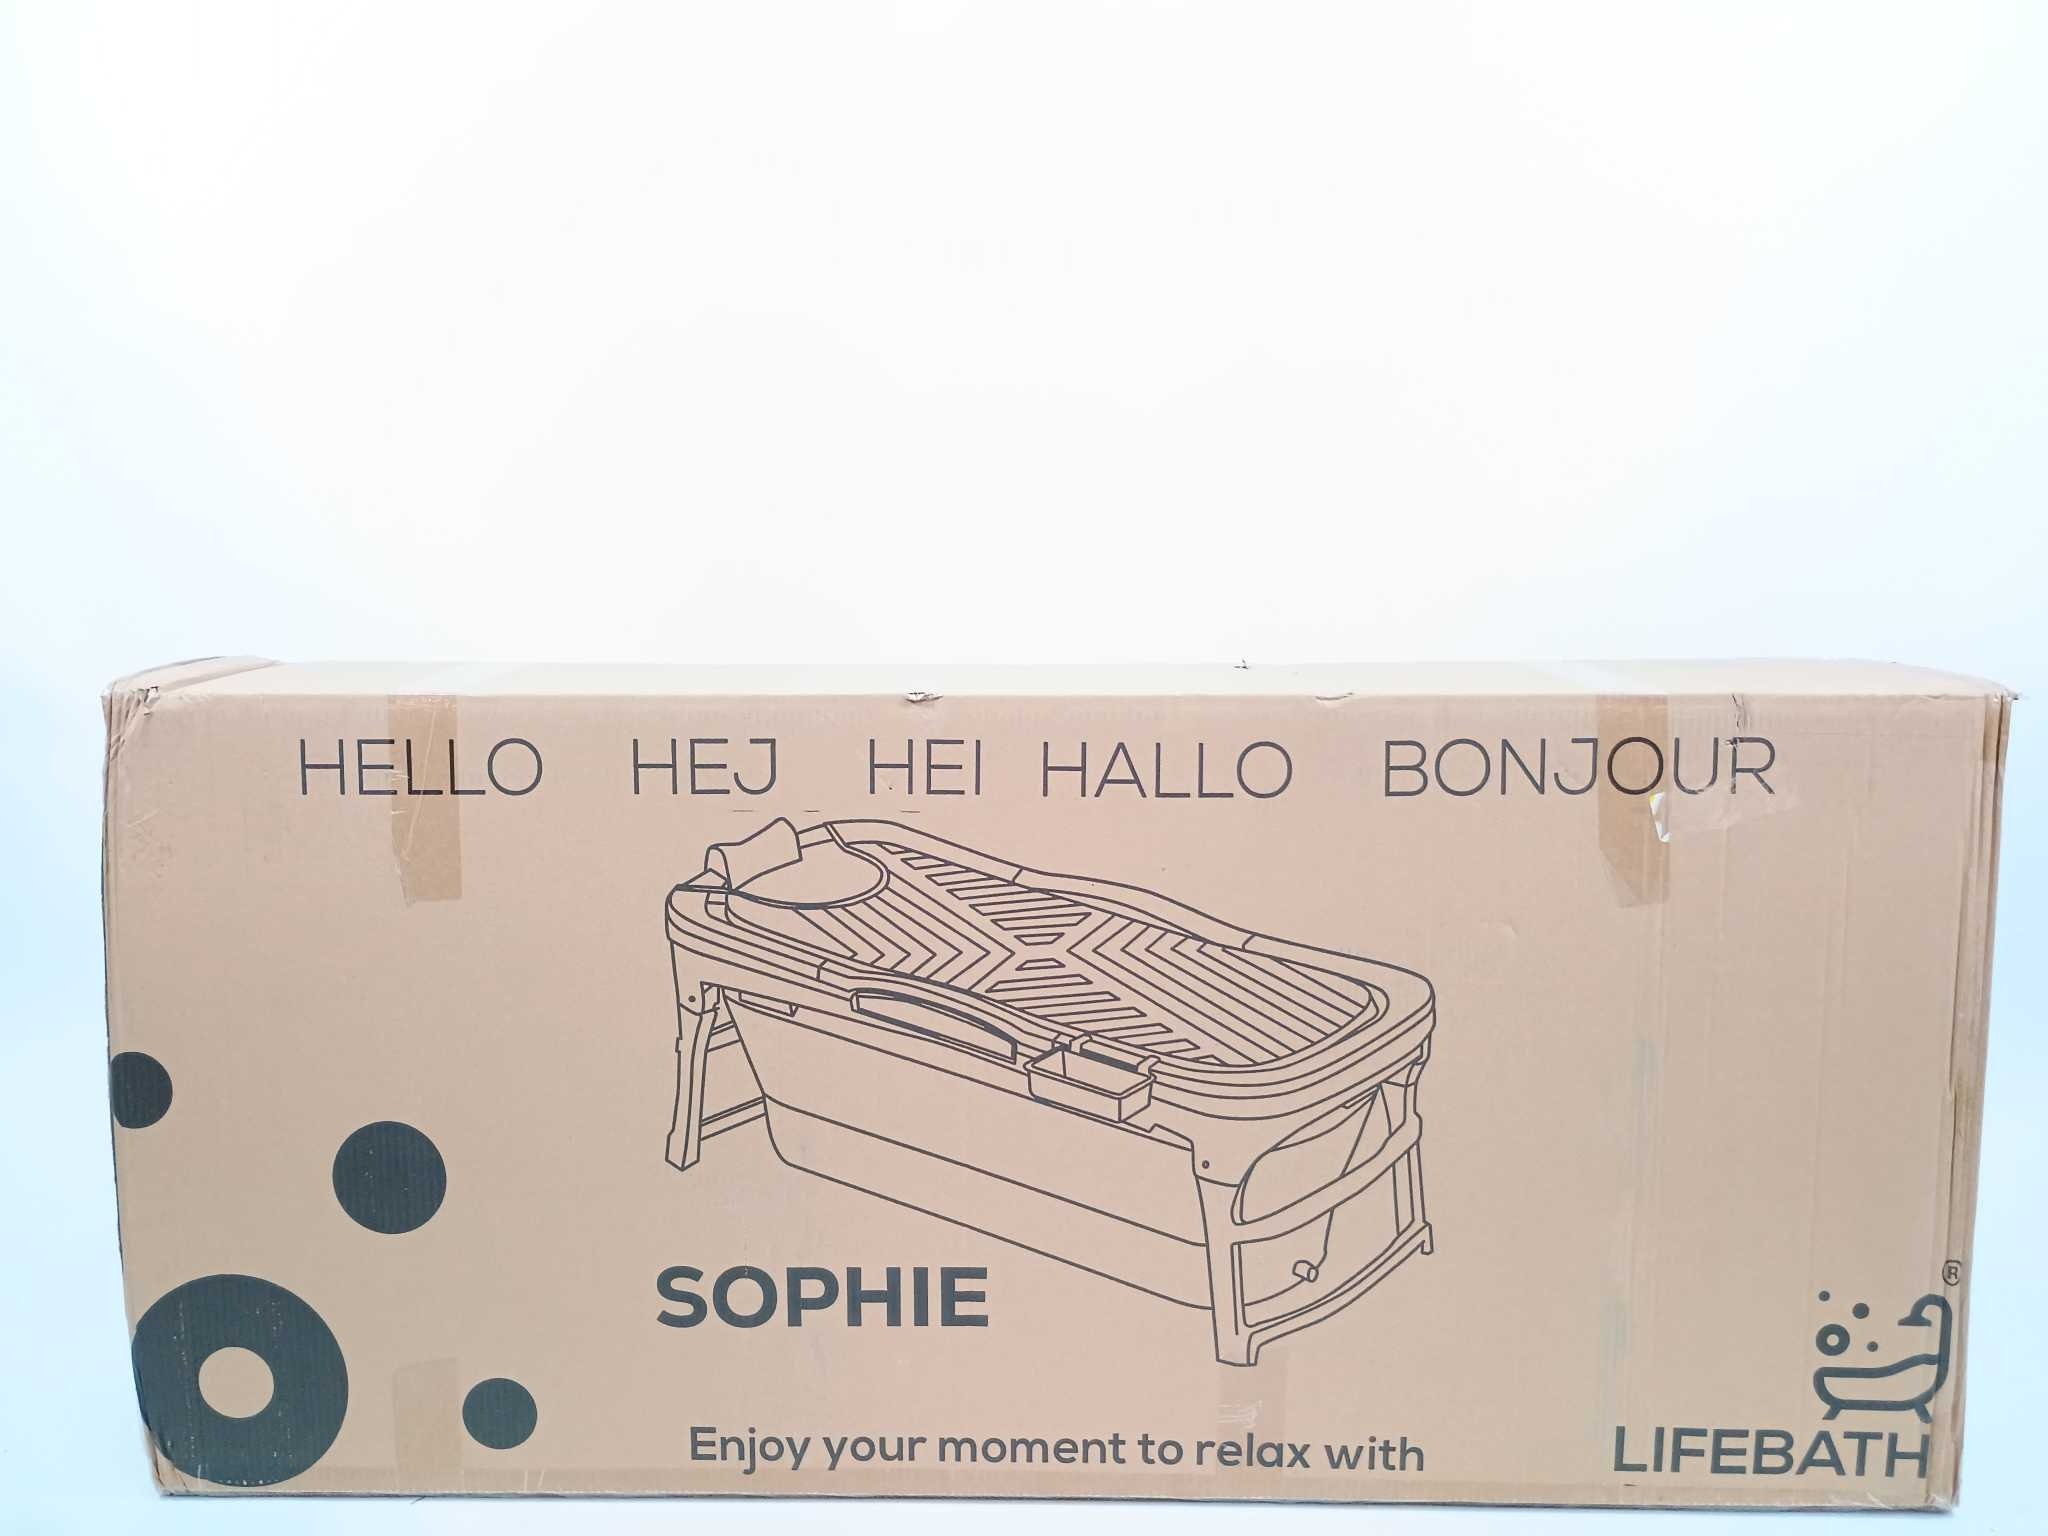 HELLO HEJ HEI HALLO BONJOUR
SOPHIE
®
Enjoy your moment to relax with
LIFEBATH